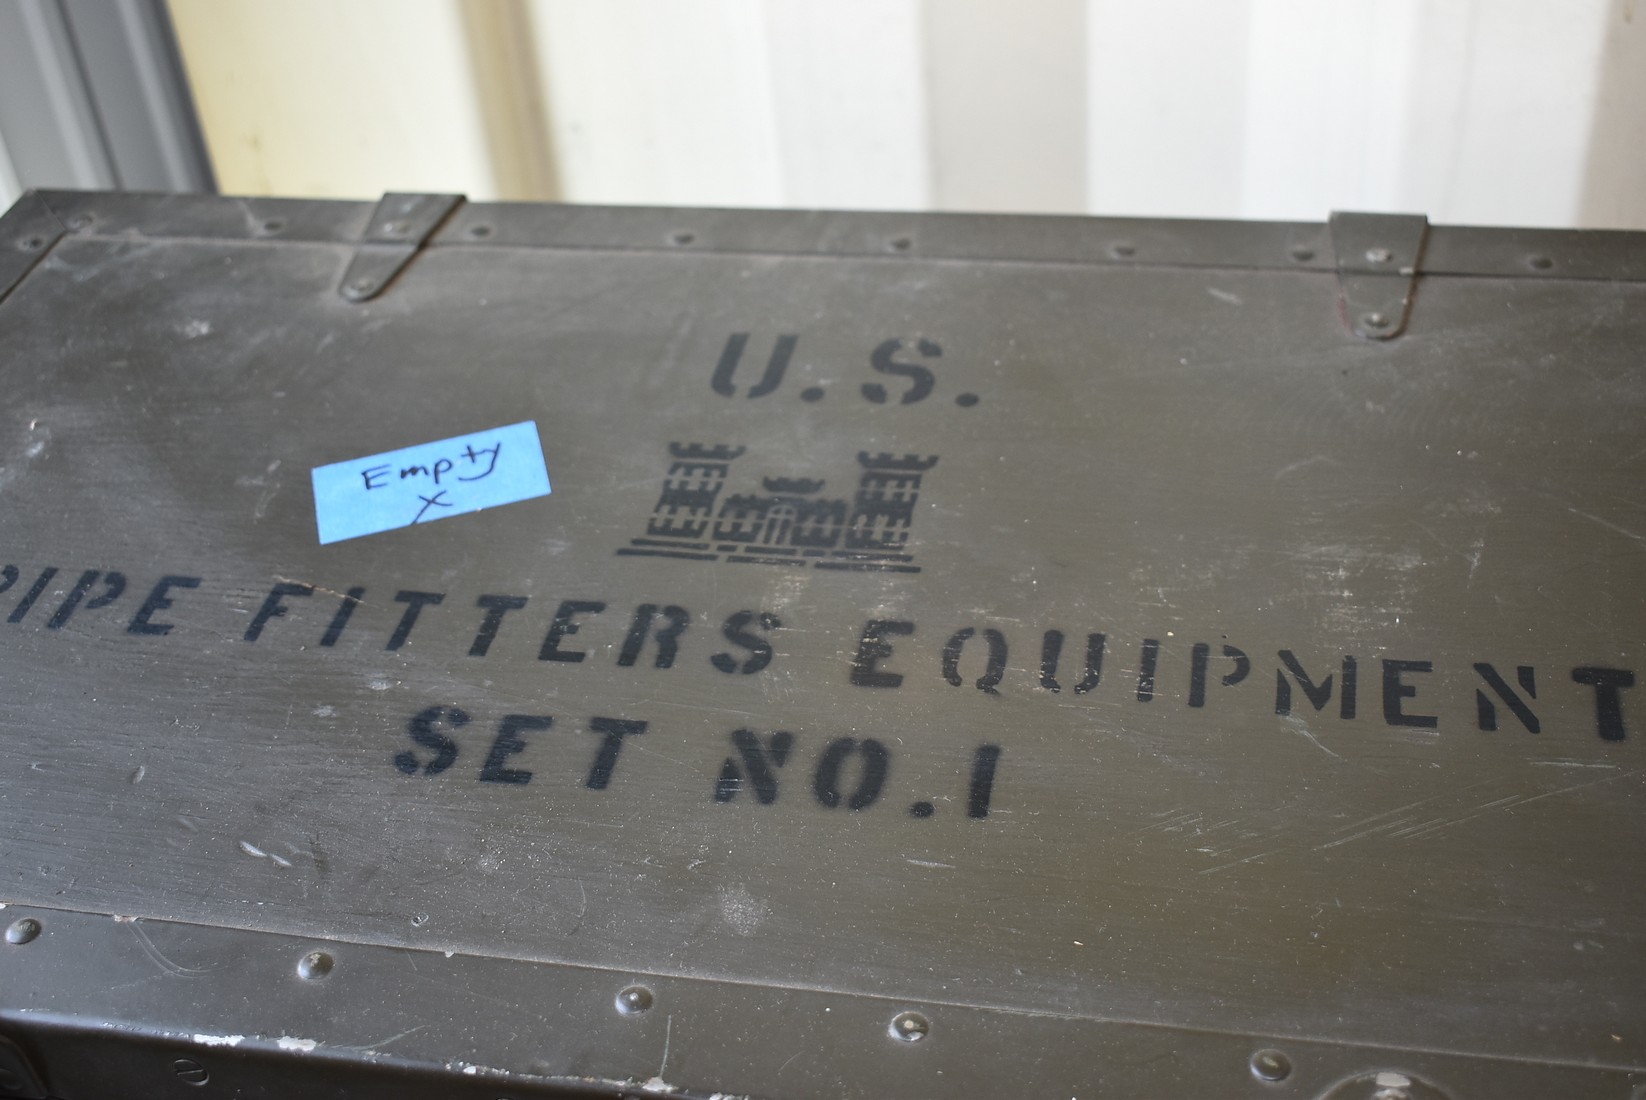 U.S.
Empty
X
PIPE FITTERS EQUIPMENT
SET NO.1